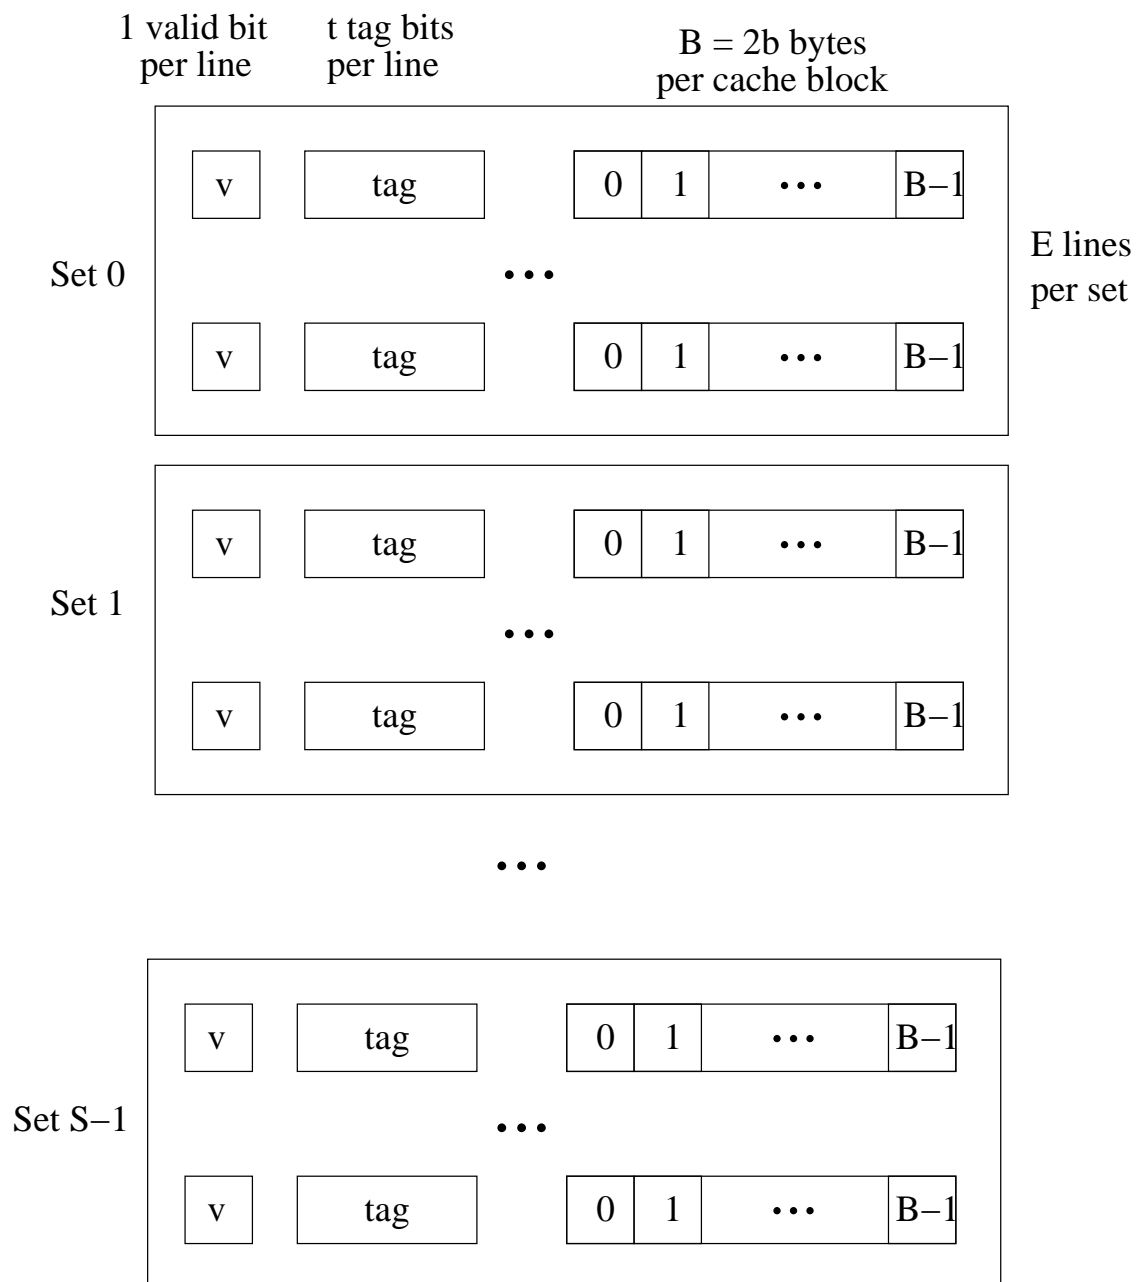 1 valid bit
per line
t tag bits
per line
B = 2b bytes
per cache block
v tag 0 1 ••• B−1
Set 0
•••
E lines
per set
v tag 0 1 ••• B−1
v tag 0 1 ••• B−1
Set 1
•••
v tag 0 1 ••• B−1
•••
v tag 0 1 ••• B−1
Set S−1
•••
v tag 0 1 ••• B−1